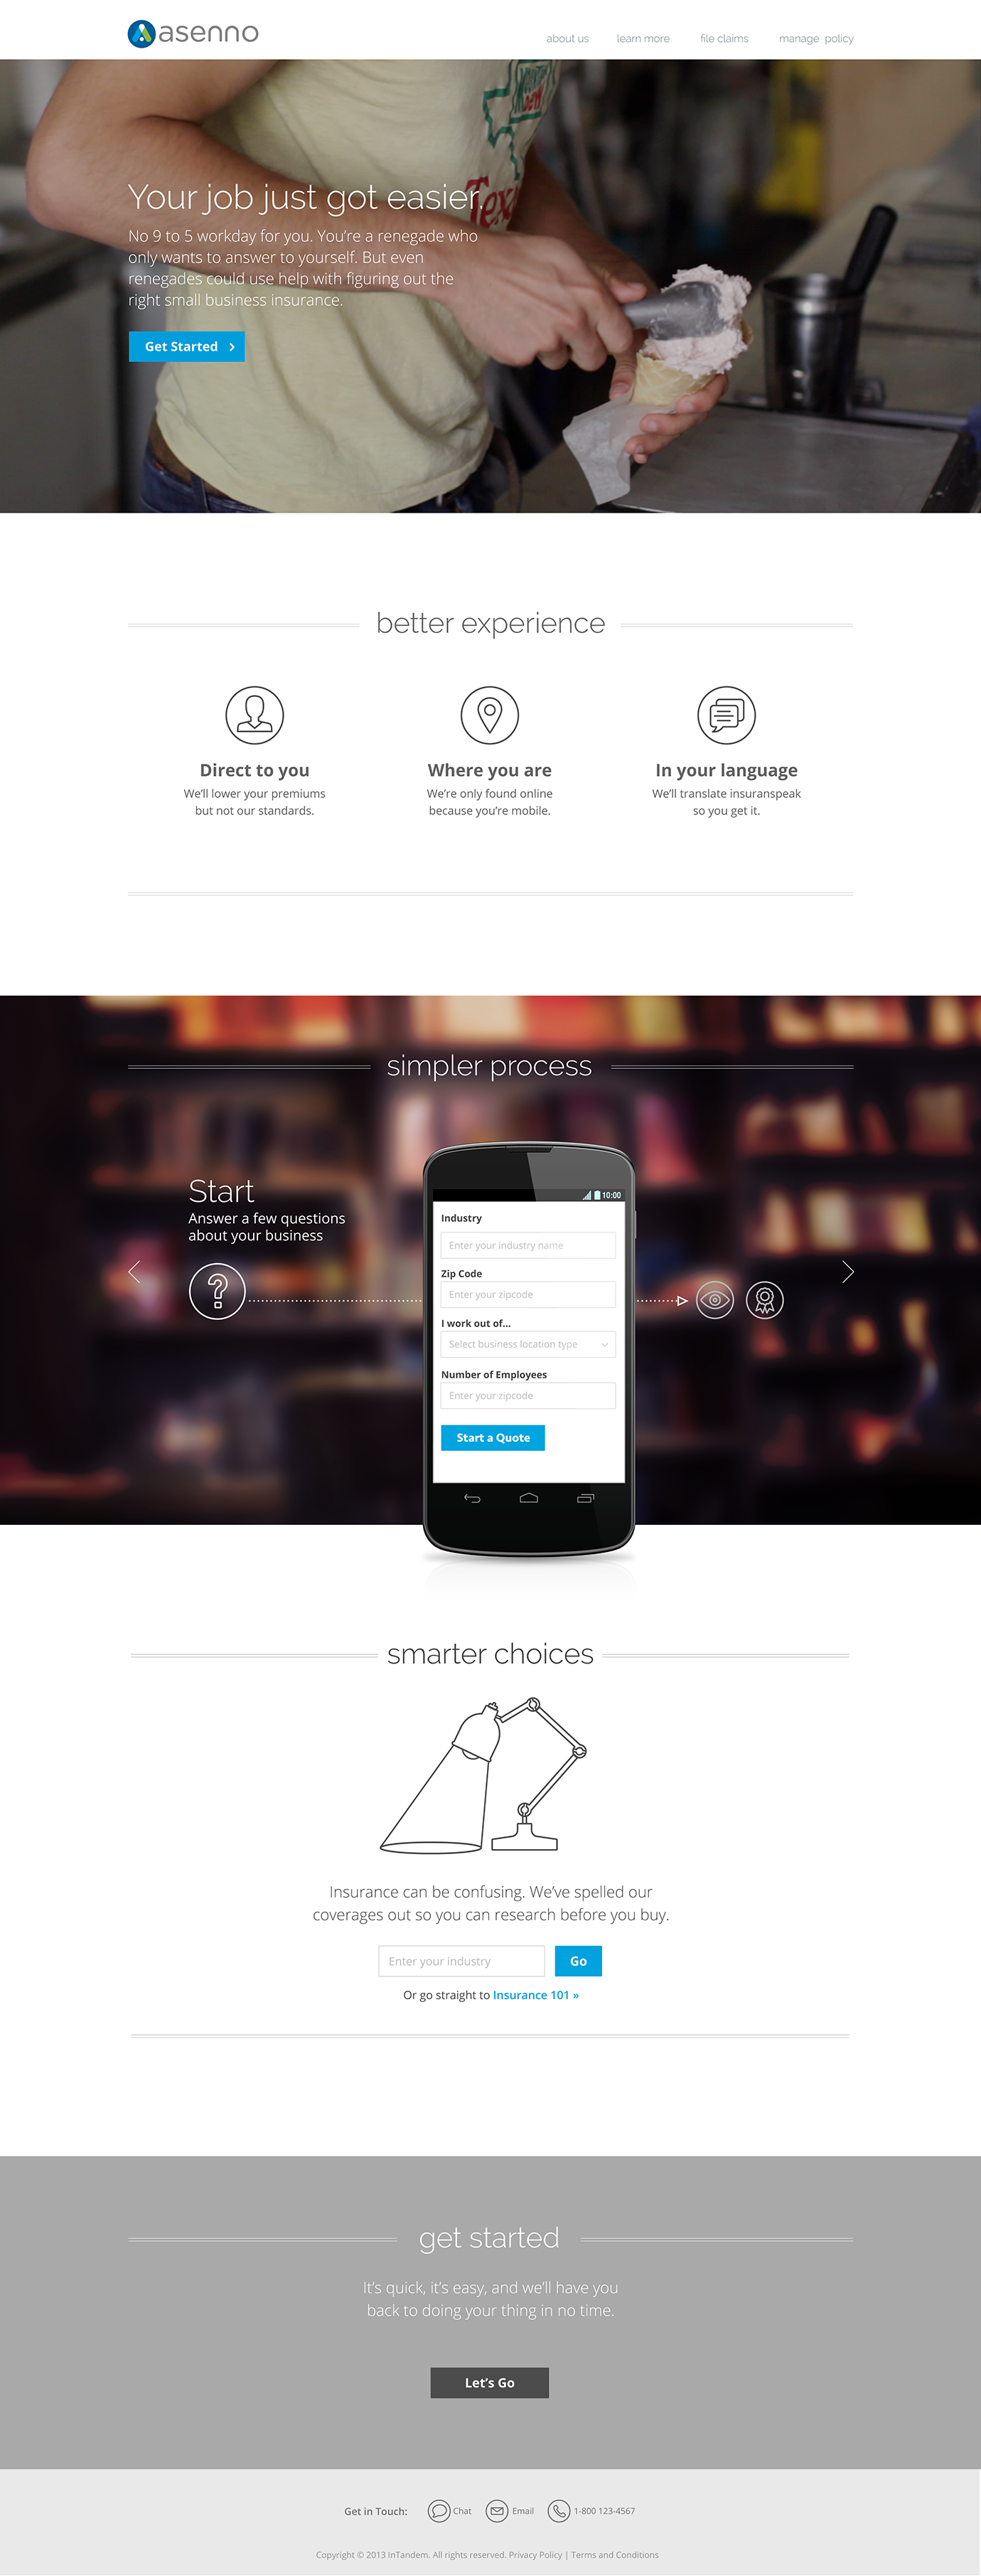 asenno
about us learn more file claims manage policy
Tex
Your job just got easier.
No 9 to 5 workday for you. You're a renegade who
only wants to answer to yourself. But even
renegades could use help with figuring out the
right small business insurance.
Get Started
better experience
Direct to you
We'll lower your premiums
but not our standards.
Where you are
We're only found online
because you're mobile.
In your language
We'll translate insuranspeak
so you get it.
simpler process
Start
Answer a few questions
about your business
10:00
Industry
Enter your industry name
Zip Code
Enter your zipcode
I work out of...
Select business location type
Number of Employees
Enter your zipcode
Start a Quote
smarter choices
Insurance can be confusing. We've spelled our
coverages out so you can research before you buy.
Enter your industry
Go
Or go straight to Insurance 101 »
get started
It's quick, it's easy, and we'll have you
back to doing your thing in no time.
Let's Go
Get in Touch: Chat Email 1-800 123-4567
Copyright © 2013 InTandem. All rights reserved. Privacy Policy | Terms and Conditions